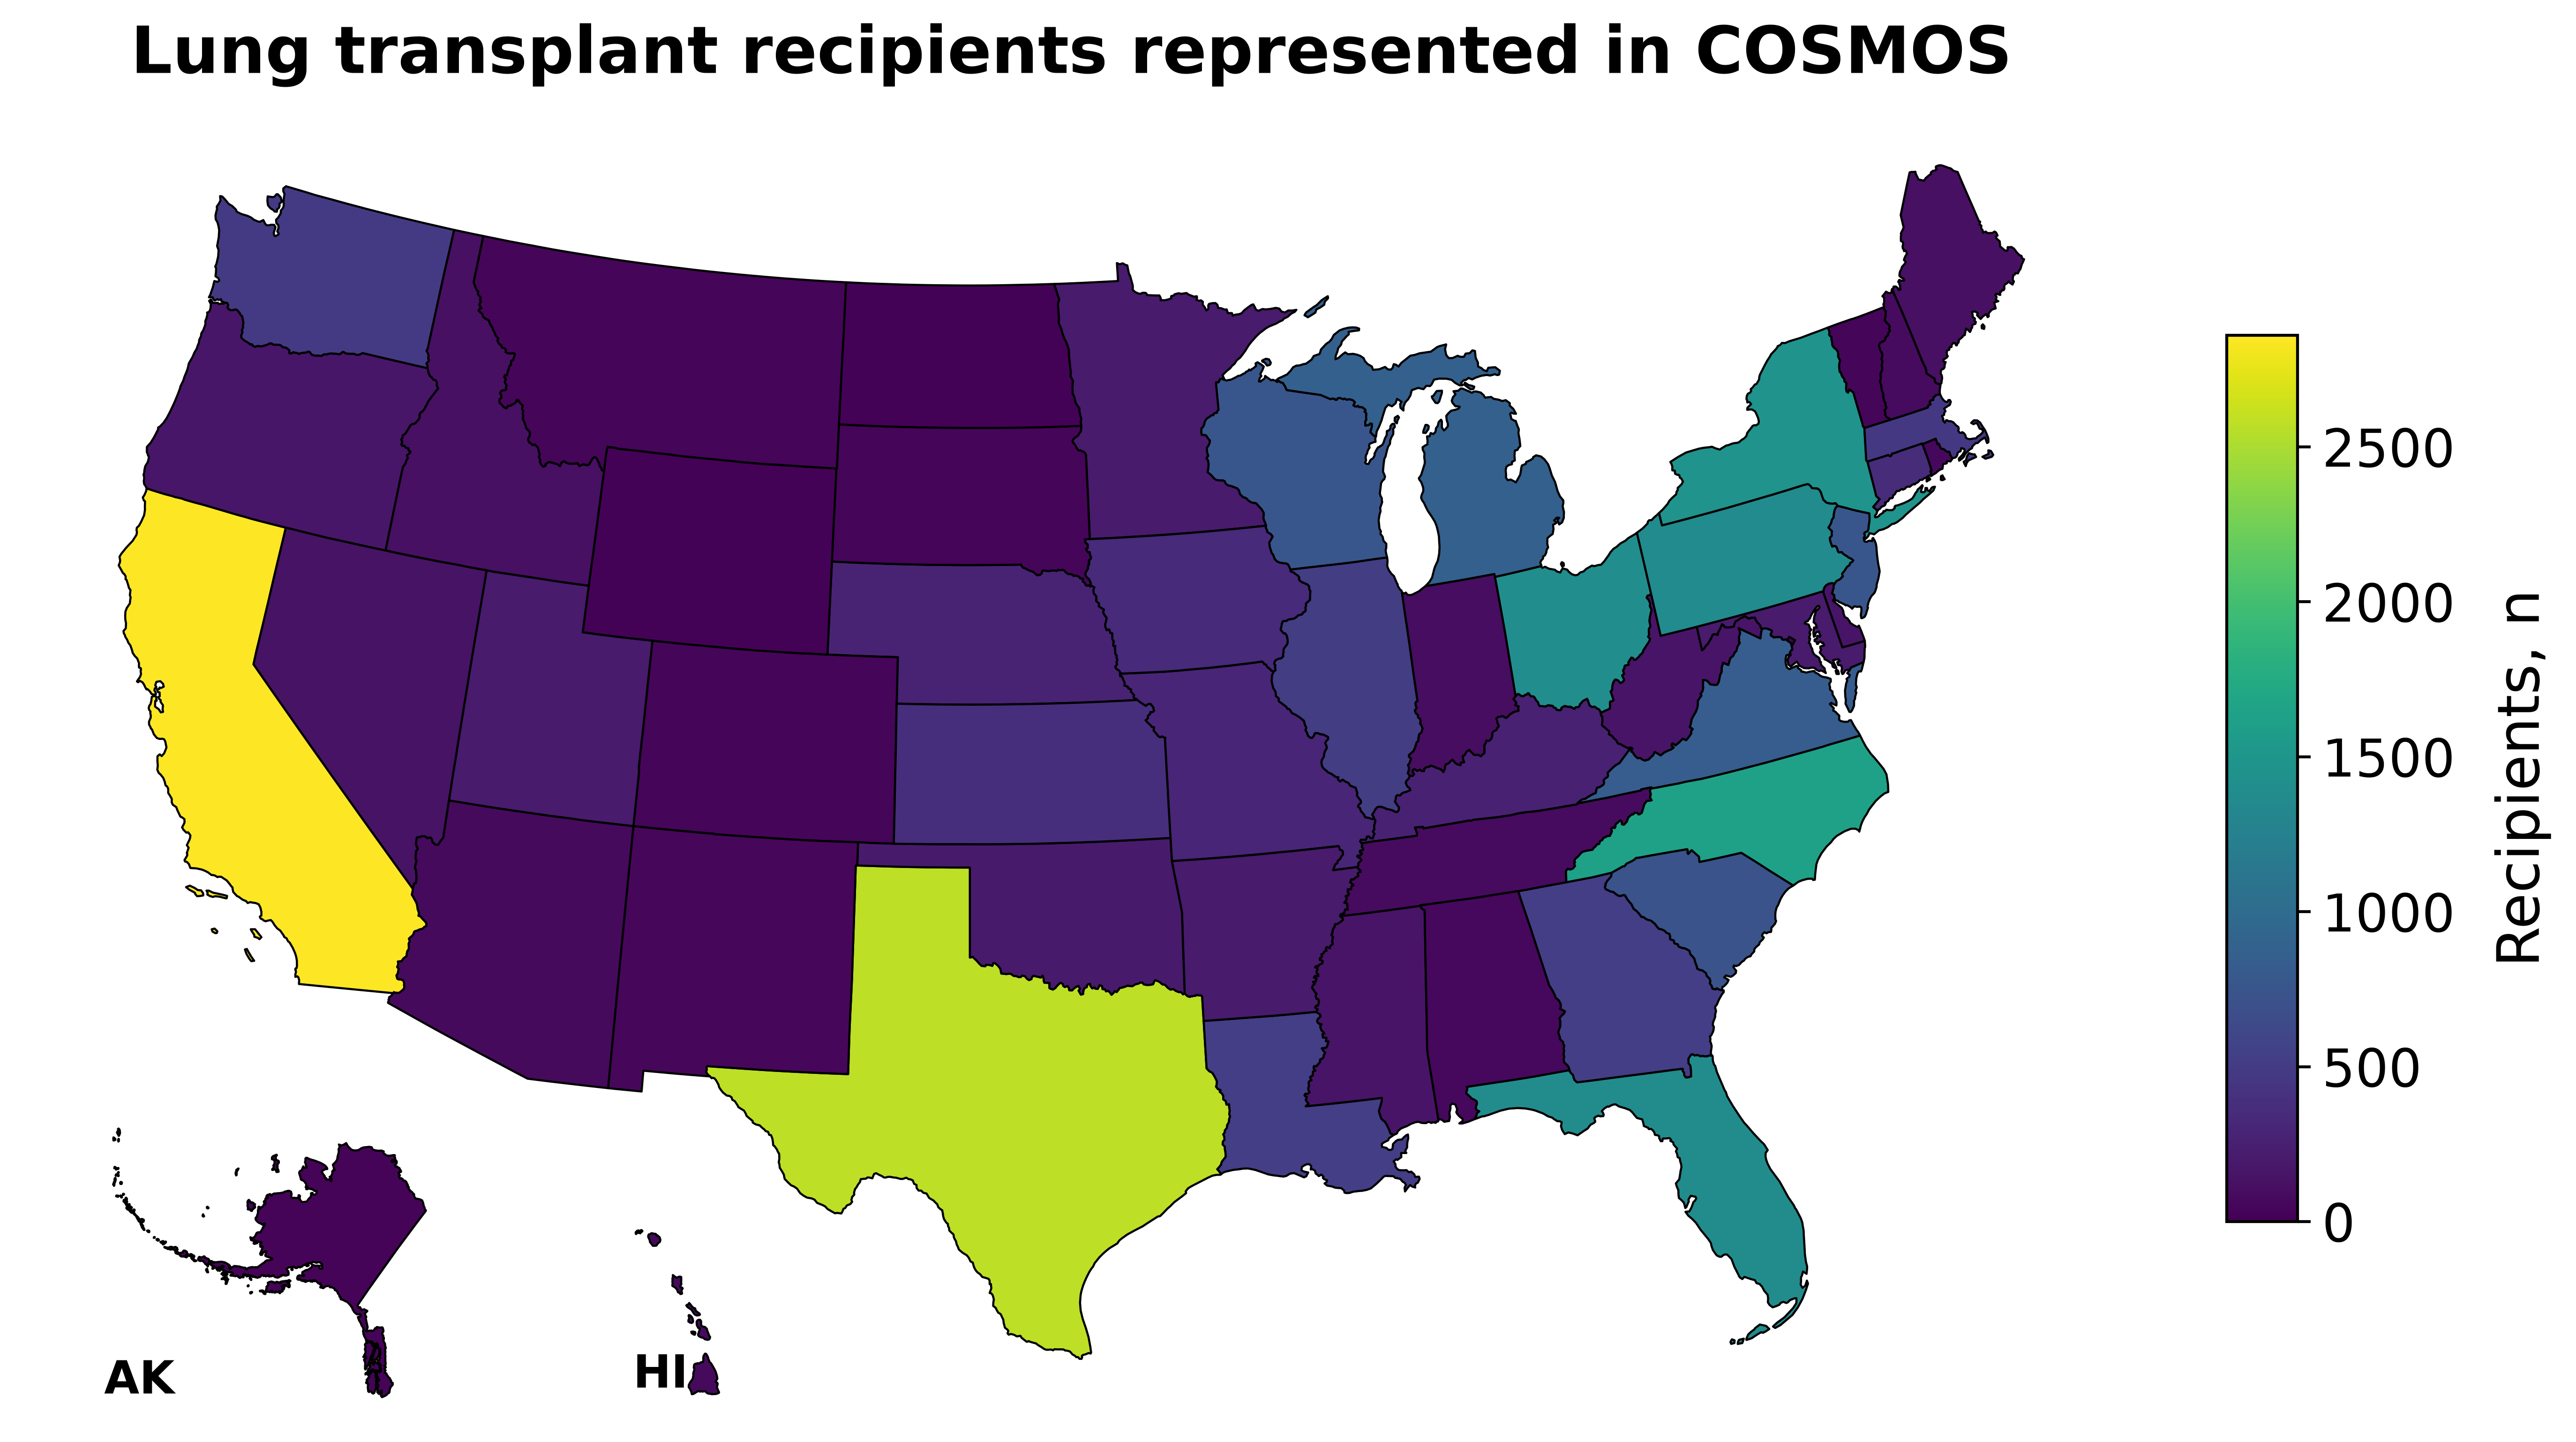 Lung transplant recipients represented in COSMOS
2500
2000
1500
1000
500
0
Recipients, n
AK
HI